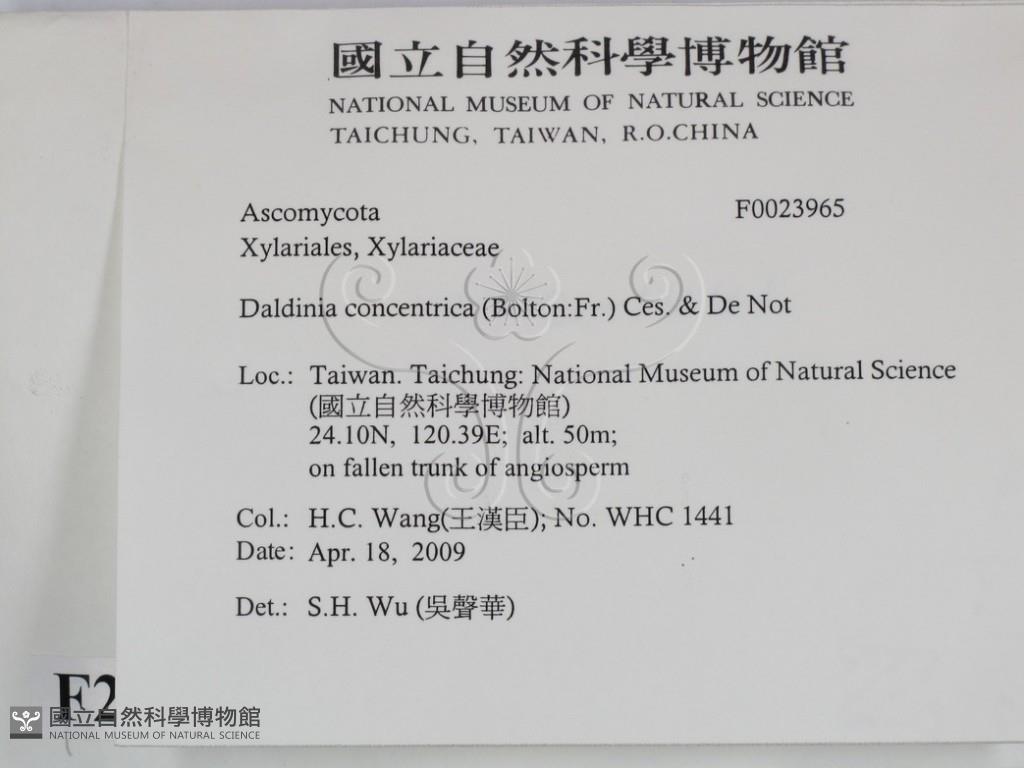 國立自然科學博物館
NATIONAL MUSEUM OF NATURAL SCIENCE
TAICHUNG, TAIWAN, R.O.CHINA
Ascomycota F0023965
Xylariales, Xylariaceae
Daldinia concentrica (Bolton:Fr.) Ces. & De Not
Loc.: Taiwan. Taichung: National Museum of Natural Science
(國立自然科學博物館)
24.10N, 120.39E; alt. 50m;
on fallen trunk of angiosperm
Col.: H.C. Wang(王漢臣); No. WHC 1441
Date: Apr. 18, 2009
Det.: S.H. Wu (吳聲華)
F2
國立自然科學博物館
NATIONAL MUSEUM OF NATURAL SCIENCE